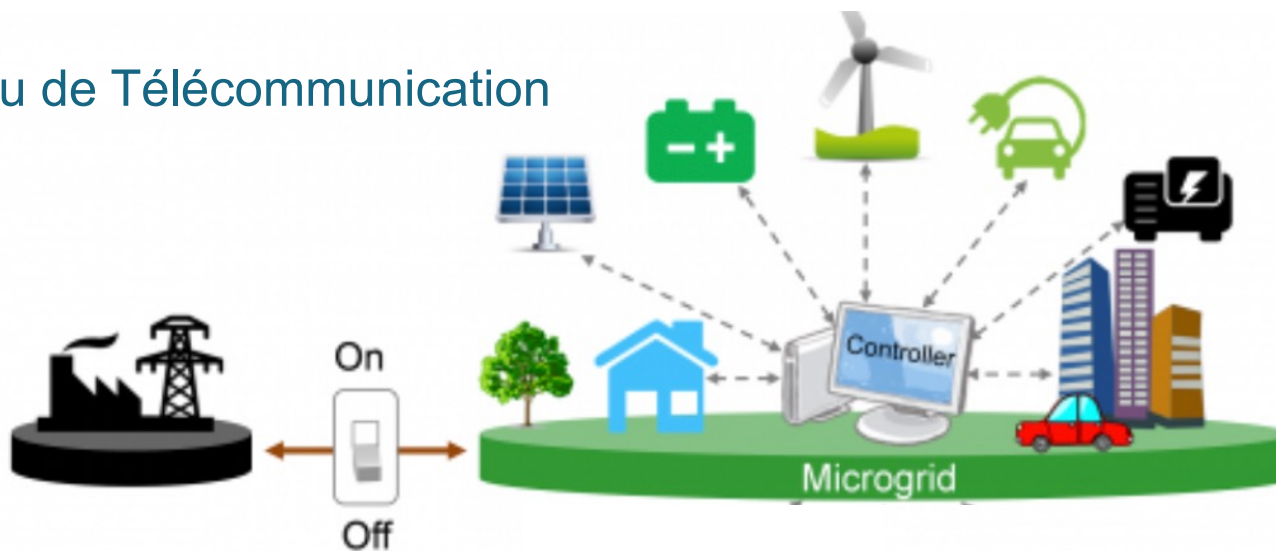 u de Télécommunication
On
Controller
Off
Microgrid